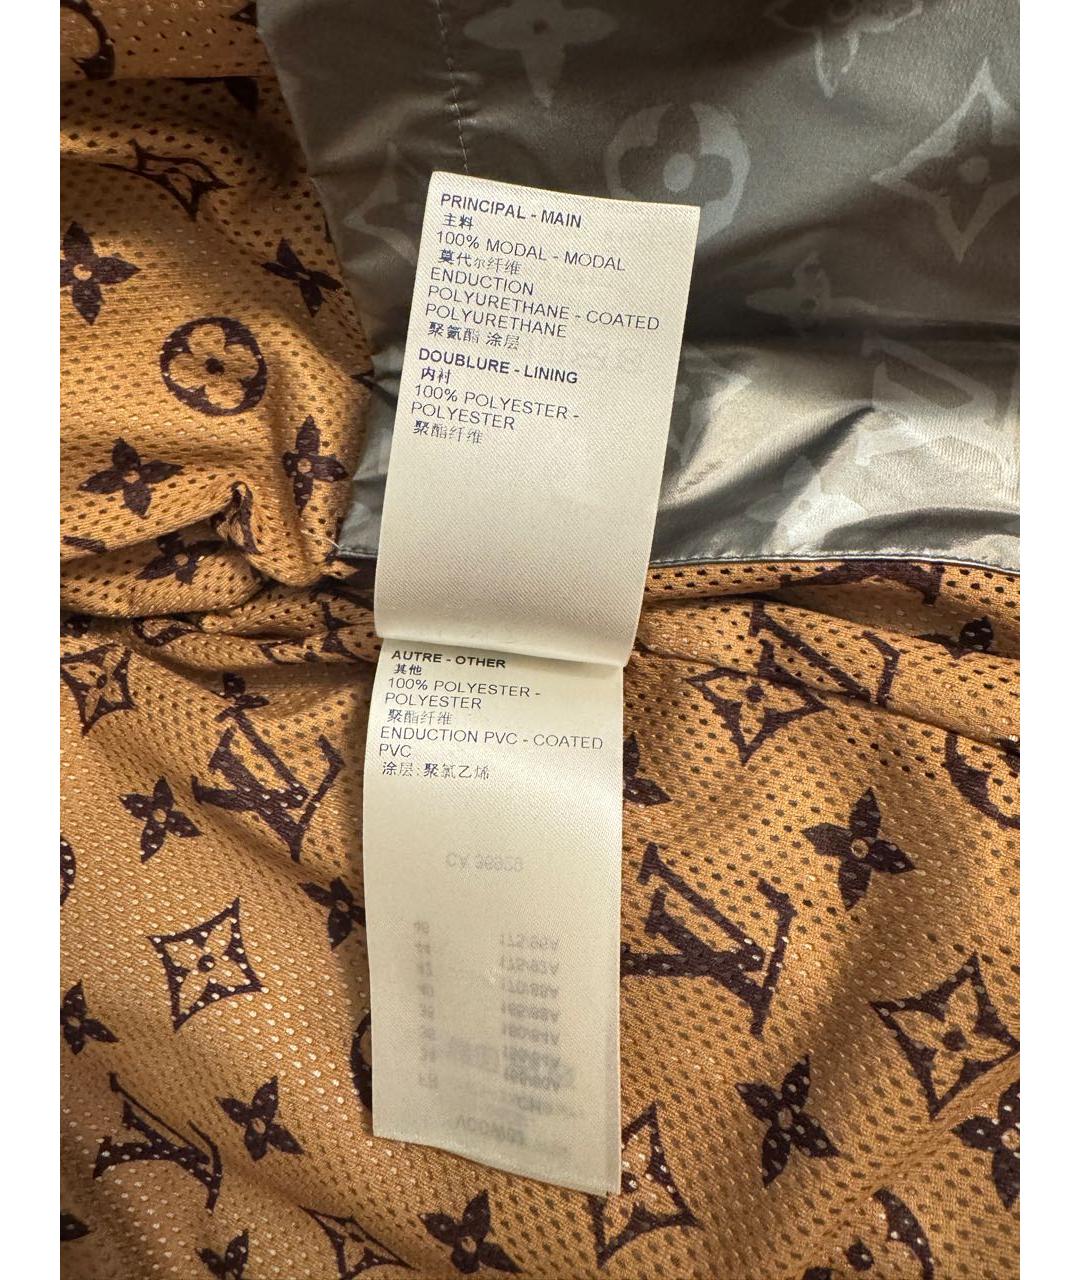 PRINCIPAL - MAIN
主料
100% MODAL - MODAL
莫代尔纤维
ENDUCTION
POLYURETHANE - COATED
POLYURETHANE
聚氨酯 涂层
DOUBLURE - LINING
内衬
100% POLYESTER -
POLYESTER
聚酯纤维
AUTRE - OTHER
其他
100% POLYESTER -
POLYESTER
聚酯纤维
ENDUCTION PVC - COATED
PVC
涂层:聚氯乙烯